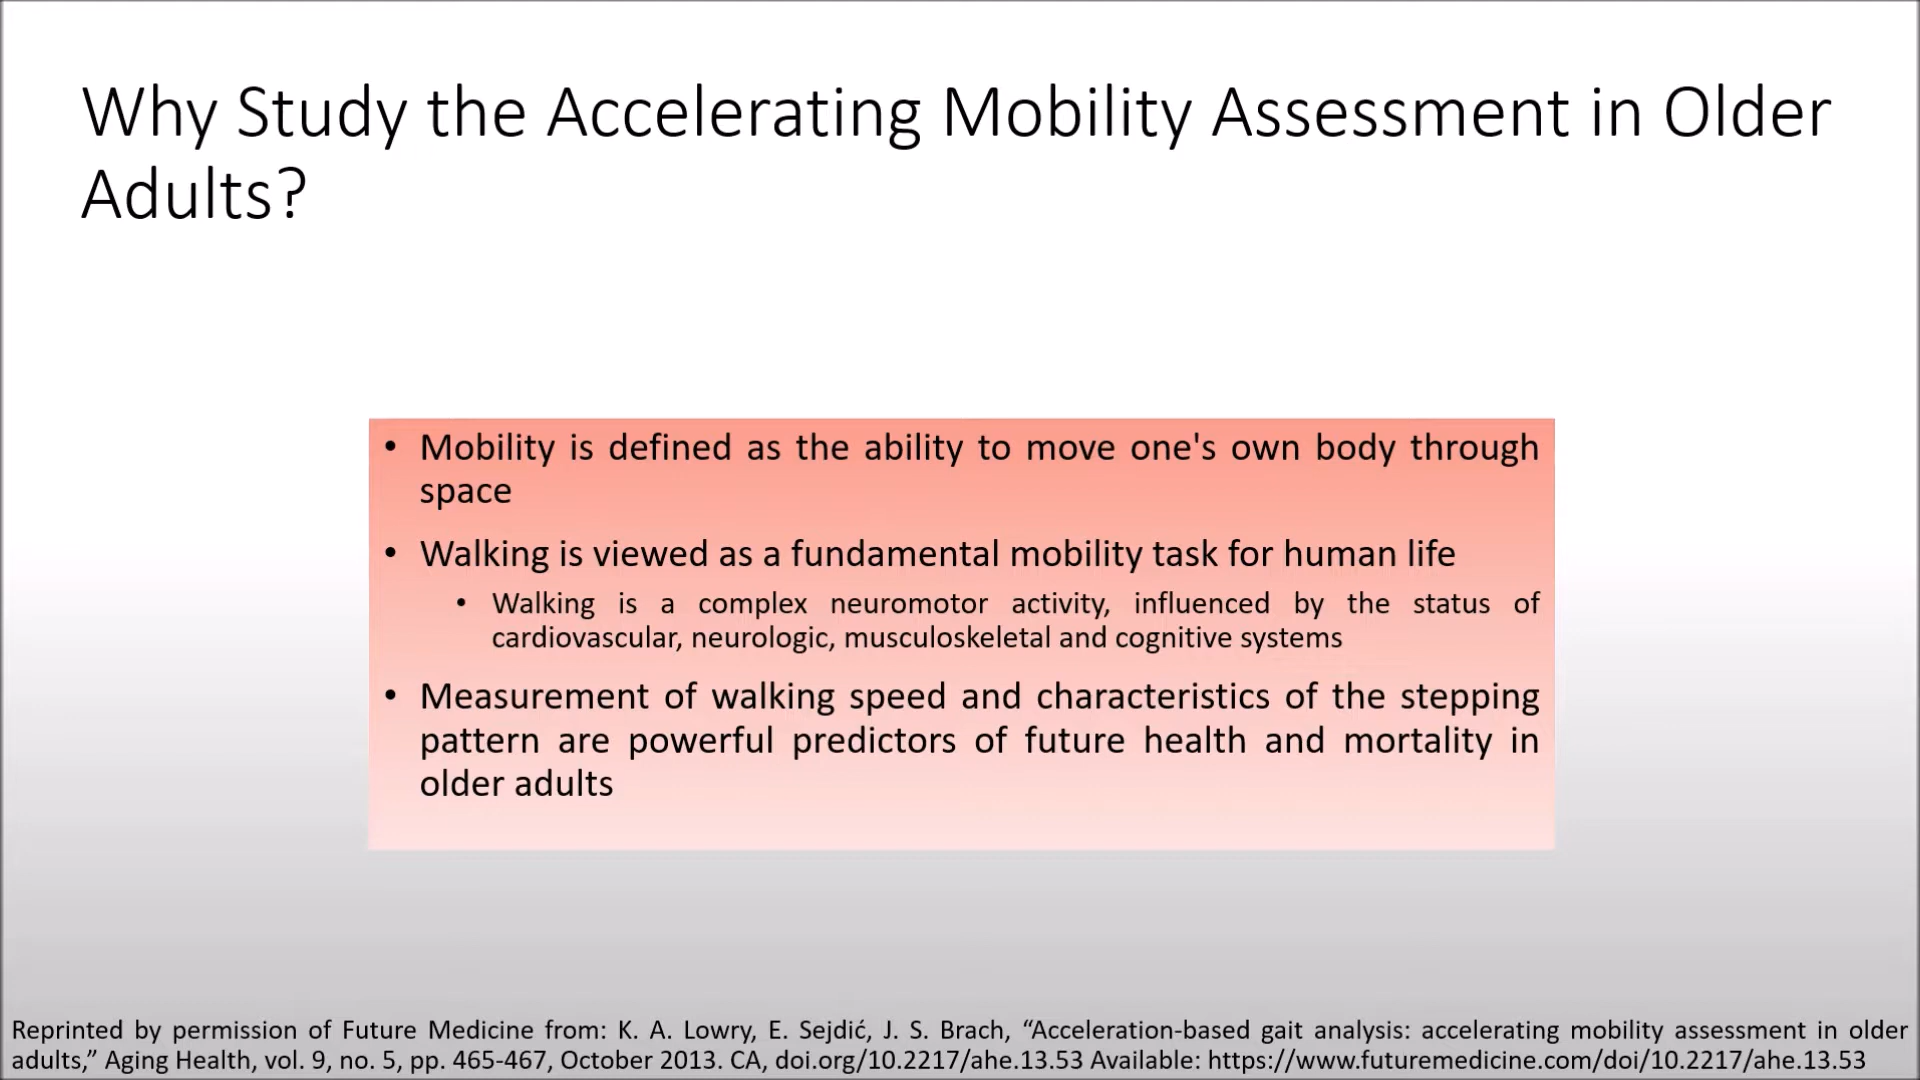 Why Study the Accelerating Mobility Assessment in Older
Adults?
• Mobility is defined as the ability to move one's own body through
space
• Walking is viewed as a fundamental mobility task for human life
• Walking is a complex neuromotor activity, influenced by the status of
cardiovascular, neurologic, musculoskeletal and cognitive systems
• Measurement of walking speed and characteristics of the stepping
pattern are powerful predictors of future health and mortality in
older adults
Reprinted by permission of Future Medicine from: K. A. Lowry, E. Sejdić, J. S. Brach, “Acceleration-based gait analysis: accelerating mobility assessment in older
adults,” Aging Health, vol. 9, no. 5, pp. 465-467, October 2013. CA, doi.org/10.2217/ahe.13.53 Available: https://www.futuremedicine.com/doi/10.2217/ahe.13.53